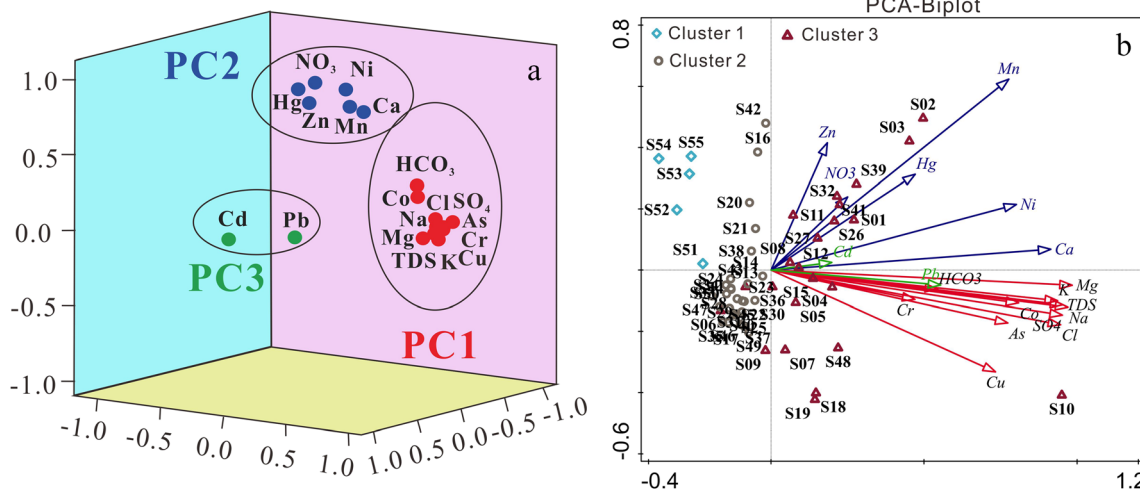 a
PC2
NO3 Ni
Hg Ca
Zn Mn
HCO3
Co Cl SO4
Na As
Mg Cr
TDS K Cu
Cd Pb
PC3
PC1
1.0
0.5
0.0
-0.5
-1.0
-1.0 -0.5 0.0 0.5 1.0
1.0 0.5 0.0 -0.5 -1.0
PCA-Biplot
b
Cluster 1 Cluster 3
Cluster 2
0.8
-0.6
-0.4 1.2
Mn
S02
S03
S42
S16
Zn
S54 S55
S53
Hg
NO3
S39
S32
S52
S20
S11 S41
S01
Ni
S21
S27 S26
S51
S38 S08
S12
Cd
Ca
S14
S13
Pb HCO3
Mg
K
S23
S15 S04
Cr
Co
TDS
S47
S36
S22 S30 S05
SO4 Na
As
Cl
S06
S37
S49
S09
S07 S48
Cu
S10
S19 S18